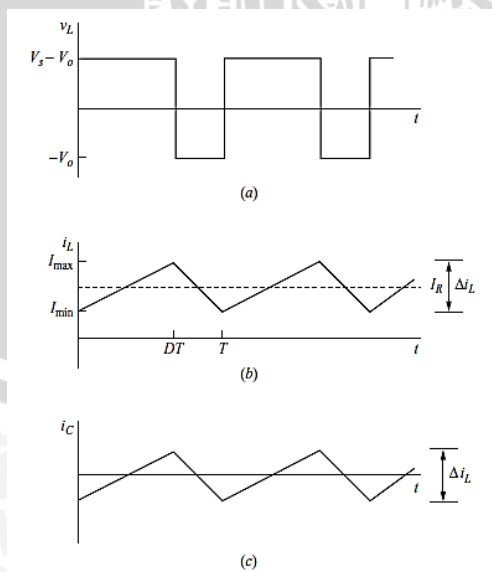 v_L
V_s − V_o
t
−V_o
(a)
i_L
I_max
I_R Δi_L
I_min
DT T t
(b)
i_C
Δi_L
t
(c)